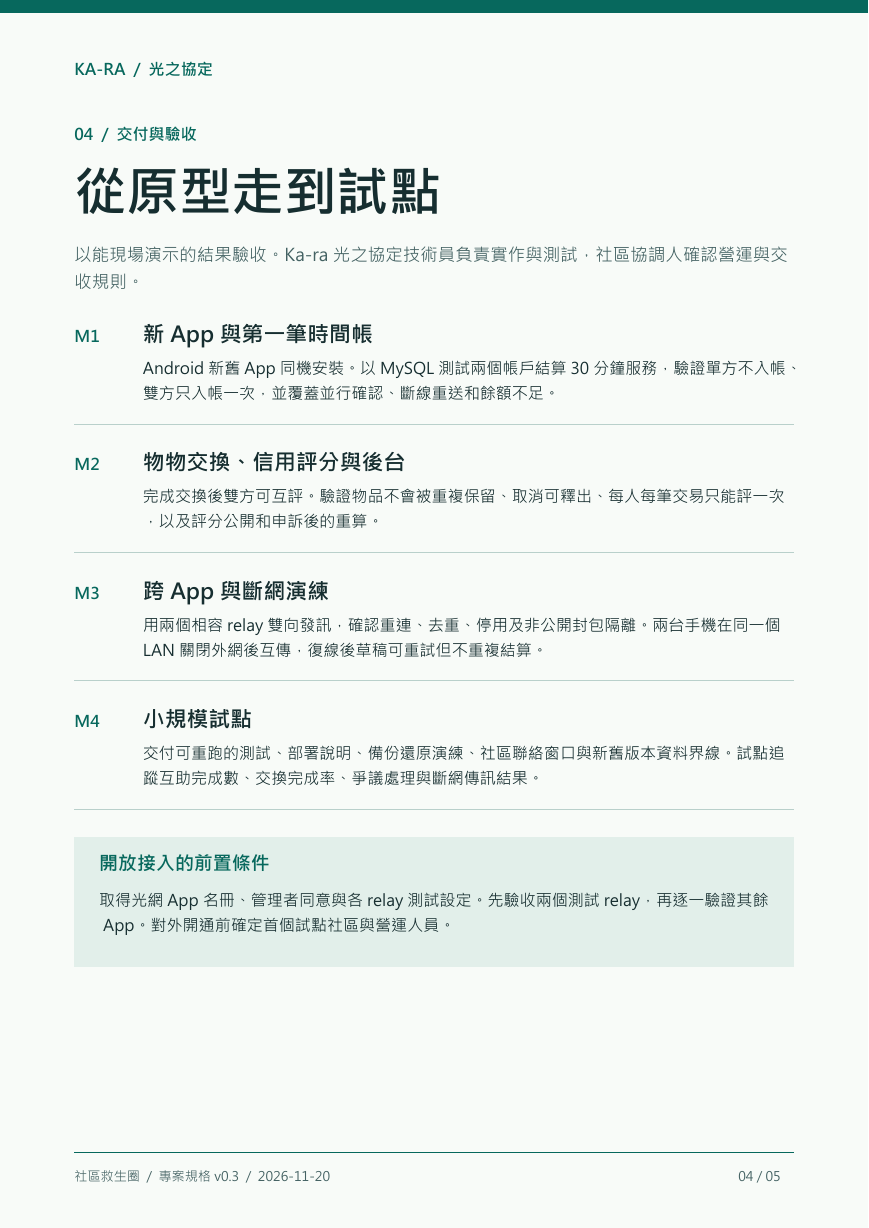 KA-RA / 光之協定
04 / 交付與驗收
從原型走到試點
以能現場演示的結果驗收。Ka-ra 光之協定技術員負責實作與測試，社區協調人確認營運與交
收規則。
M1
新 App 與第一筆時間帳
Android 新舊 App 同機安裝。以 MySQL 測試兩個帳戶結算 30 分鐘服務，驗證單方不入帳、
雙方只入帳一次，並覆蓋並行確認、斷線重送和餘額不足。
M2
物物交換、信用評分與後台
完成交換後雙方可互評。驗證物品不會被重複保留、取消可釋出、每人每筆交易只能評一次
，以及評分公開和申訴後的重算。
M3
跨 App 與斷網演練
用兩個相容 relay 雙向發訊，確認重連、去重、停用及非公開封包隔離。兩台手機在同一個
LAN 關閉外網後互傳，復線後草稿可重試但不重複結算。
M4
小規模試點
交付可重跑的測試、部署說明、備份還原演練、社區聯絡窗口與新舊版本資料界線。試點追
蹤互助完成數、交換完成率、爭議處理與斷網傳訊結果。
開放接入的前置條件
取得光網 App 名冊、管理者同意與各 relay 測試設定。先驗收兩個測試 relay，再逐一驗證其餘
App。對外開通前確定首個試點社區與營運人員。
社區救生圈 / 專案規格 v0.3 / 2026-11-20
04 / 05